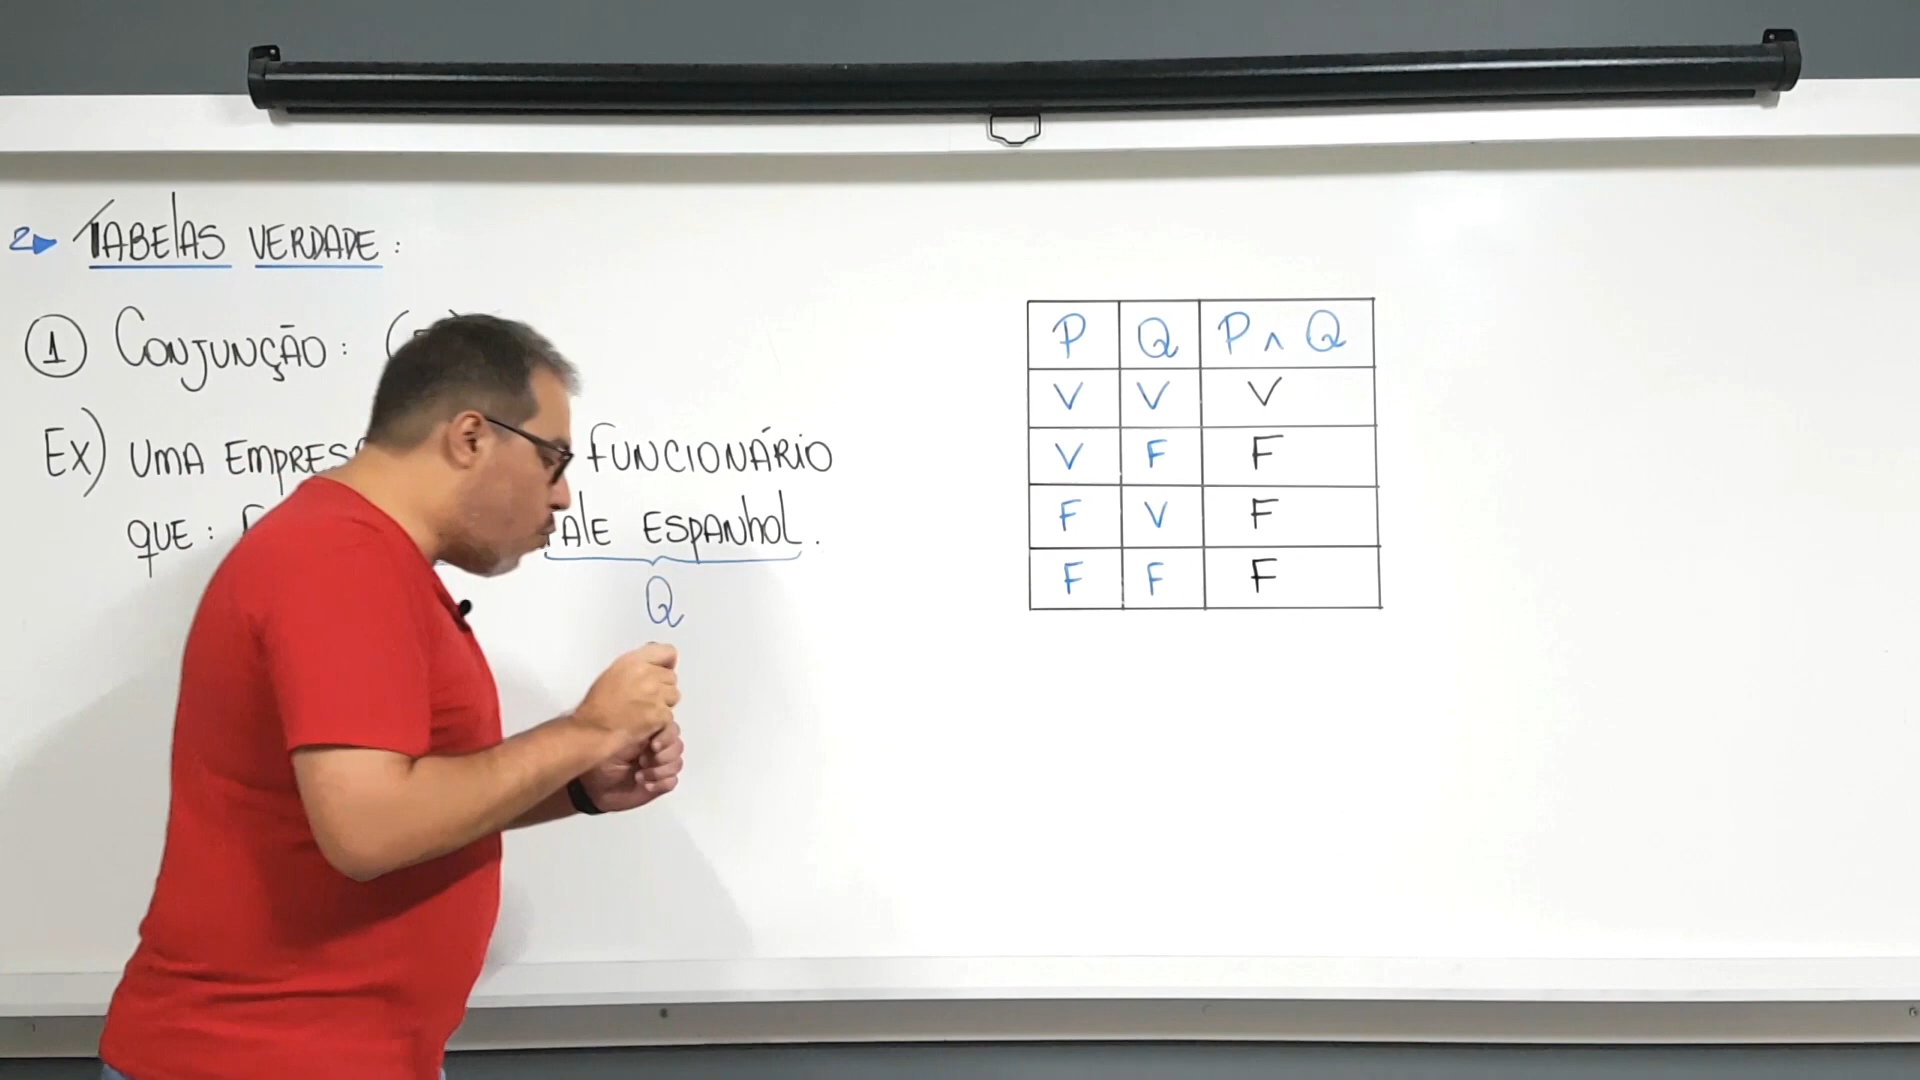 2► TABELAS VERDADE:
① CONJUNÇÃO: (
EX) UMA EMPRES FUNCIONÁRIO
QUE: FALE ESPANHOL.
Q
P Q P ∧ Q
V V V
V F F
F V F
F F F